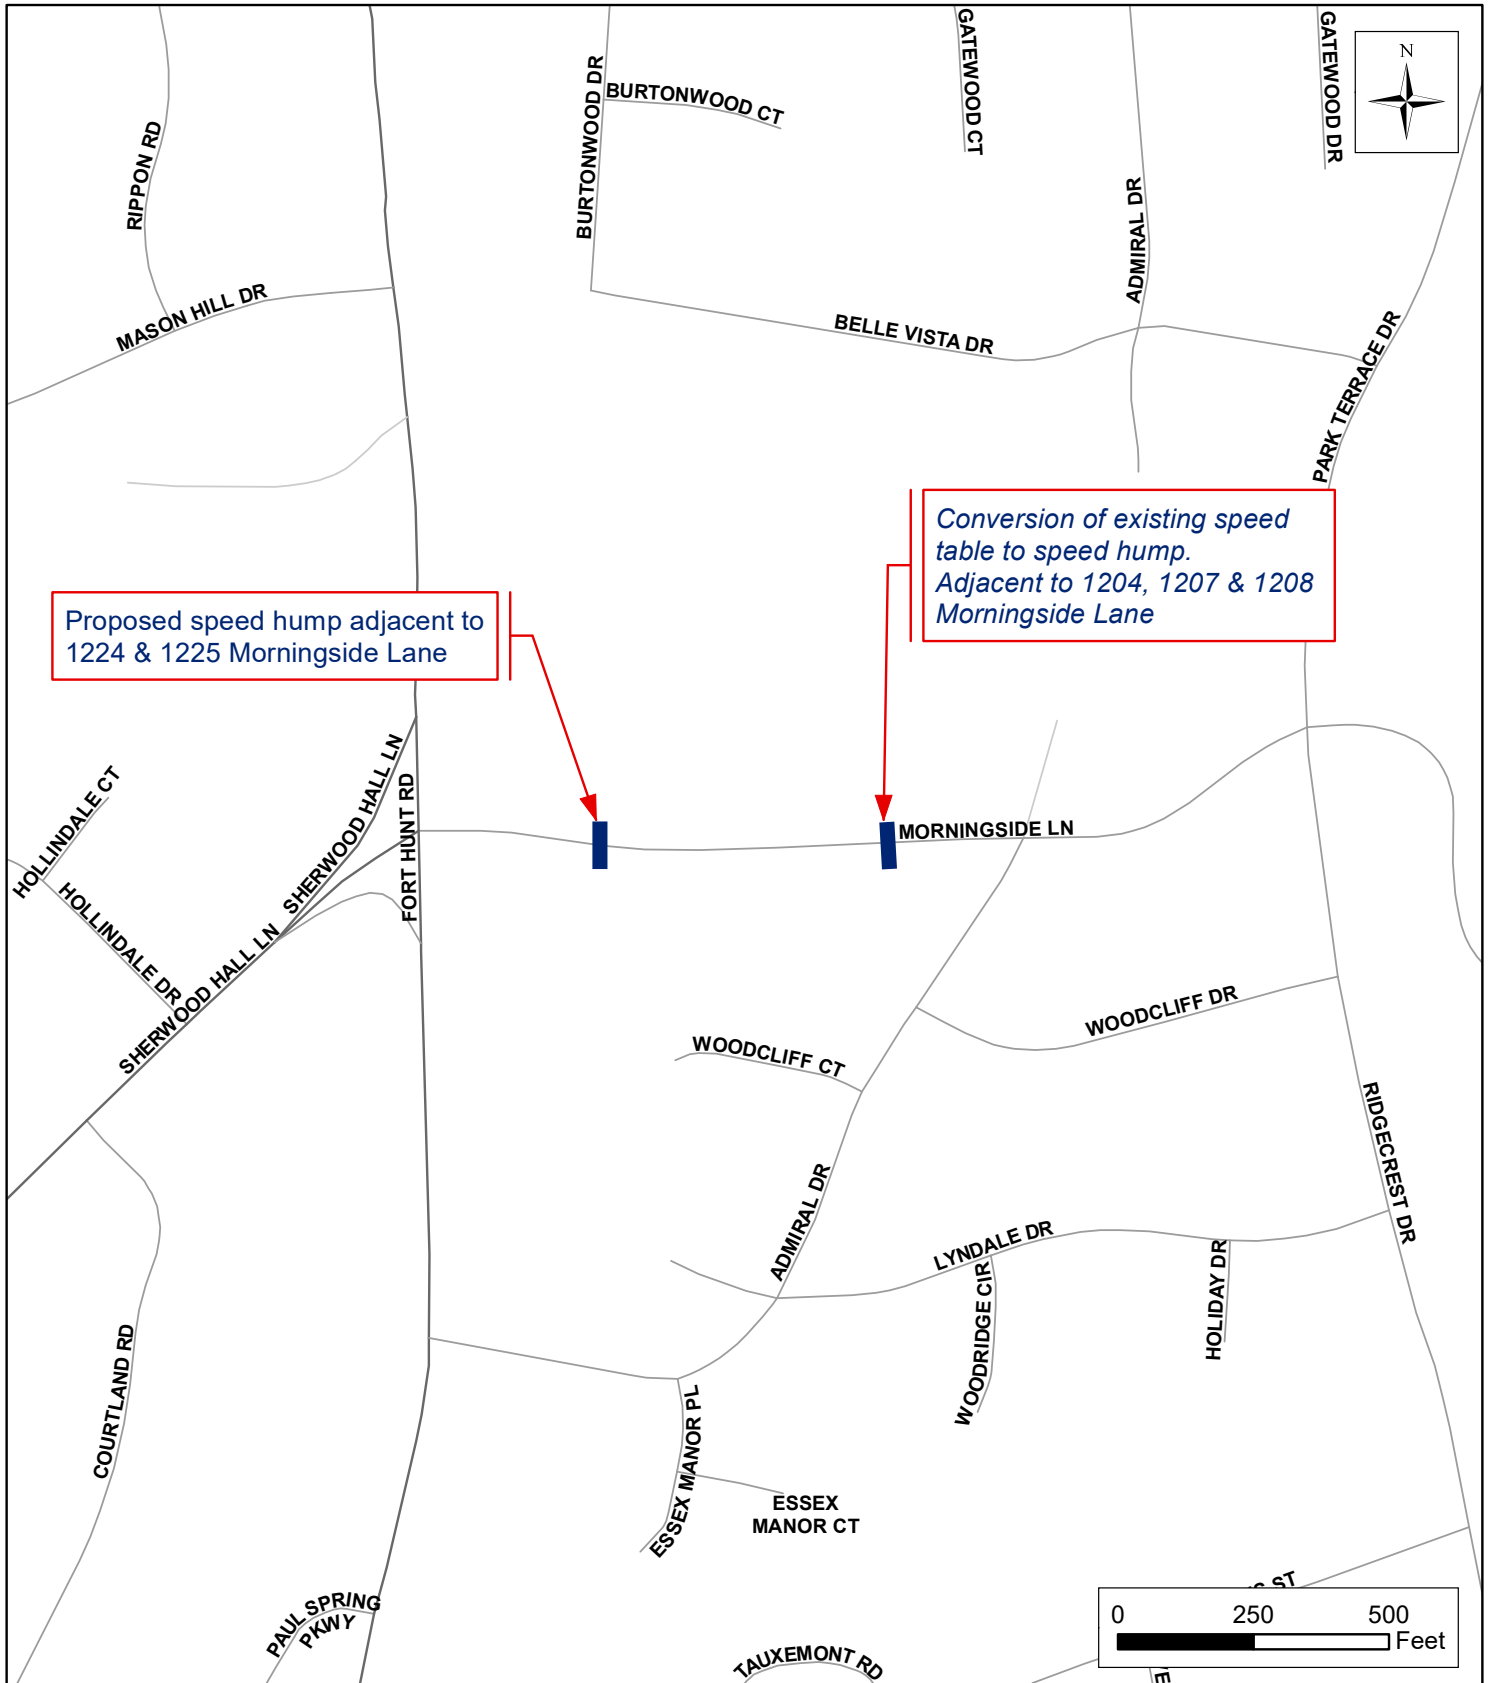 GATEWOOD CT
GATEWOOD DR
N
BURTONWOOD DR
BURTONWOOD CT
RIPPON RD
ADMIRAL DR
MASON HILL DR
BELLE VISTA DR
PARK TERRACE DR
Conversion of existing speed
table to speed hump.
Adjacent to 1204, 1207 & 1208
Morningside Lane
Proposed speed hump adjacent to
1224 & 1225 Morningside Lane
HOLLINDALE CT
SHERWOOD HALL LN
FORT HUNT RD
MORNINGSIDE LN
HOLLINDALE DR
SHERWOOD HALL LN
WOODCLIFF DR
WOODCLIFF CT
RIDGECREST DR
ADMIRAL DR
LYNDALE DR
WOODRIDGE CIR
HOLIDAY DR
COURTLAND RD
ESSEX MANOR PL
ESSEX
MANOR CT
PAUL SPRING
PKWY
TAUXEMONT RD
ST
0 250 500
Feet